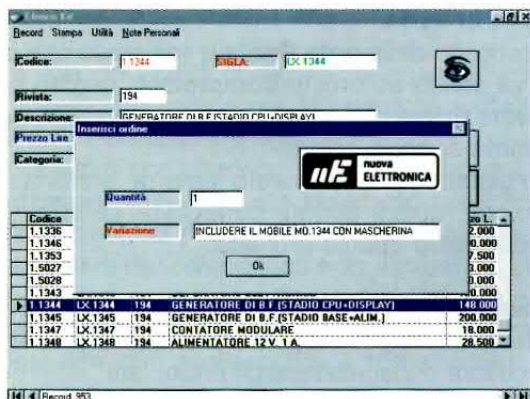 Record Stampa Utilità Note Personali
Codice: 1.1344 SIGLA: LX.1344
Rivista: 194
Descrizione: GENERATORE DI B.F.(STADIO CPU+DISPLAY)
Prezzo Lire
Categoria:
Inserisci ordine
nE nuova
ELETTRONICA
Quantità 1
Variazione INCLUDERE IL MOBILE MO.1344 CON MASCHERINA
Ok
Codice
1.1336
1.1346
1.1353
1.5027
1.5028
1.1343
1.1344 LX.1344 194 GENERATORE DI B.F.(STADIO CPU+DISPLAY) 148.000
1.1345 LX.1345 194 GENERATORE DI B.F.(STADIO BASE+ALIM.) 200.000
1.1347 LX.1347 194 CONTATORE MODULARE 18.000
1.1348 LX.1348 194 ALIMENTATORE 12 V. 1 A. 28.500
Record 953